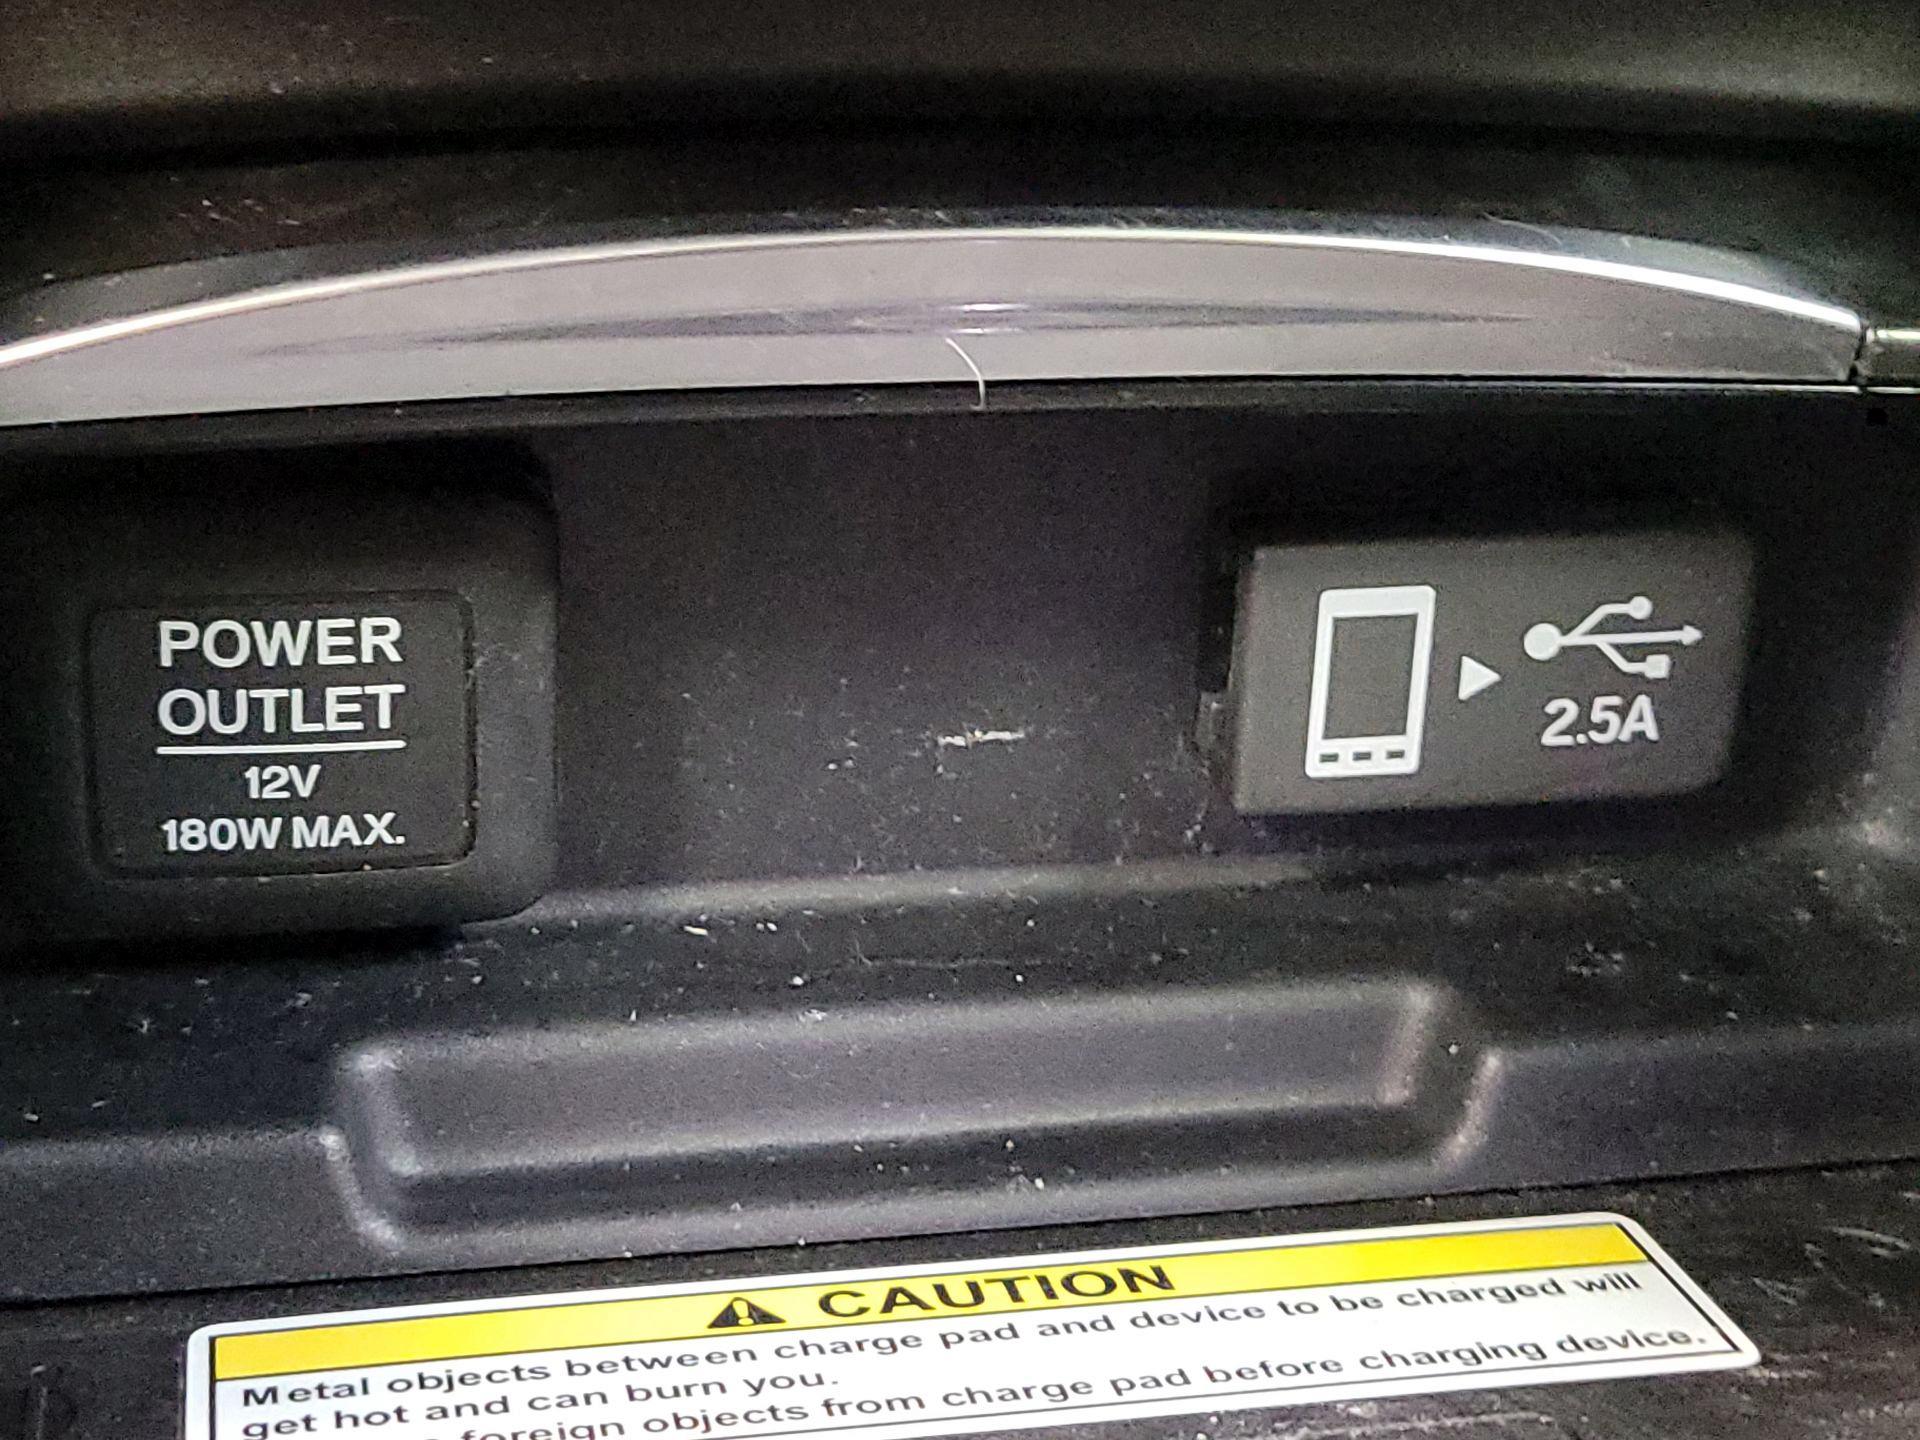 POWER
OUTLET
12V
180W MAX.
2.5A
CAUTION
Metal objects between charge pad and device to be charged will
get hot and can burn you.
foreign objects from charge pad before charging device.